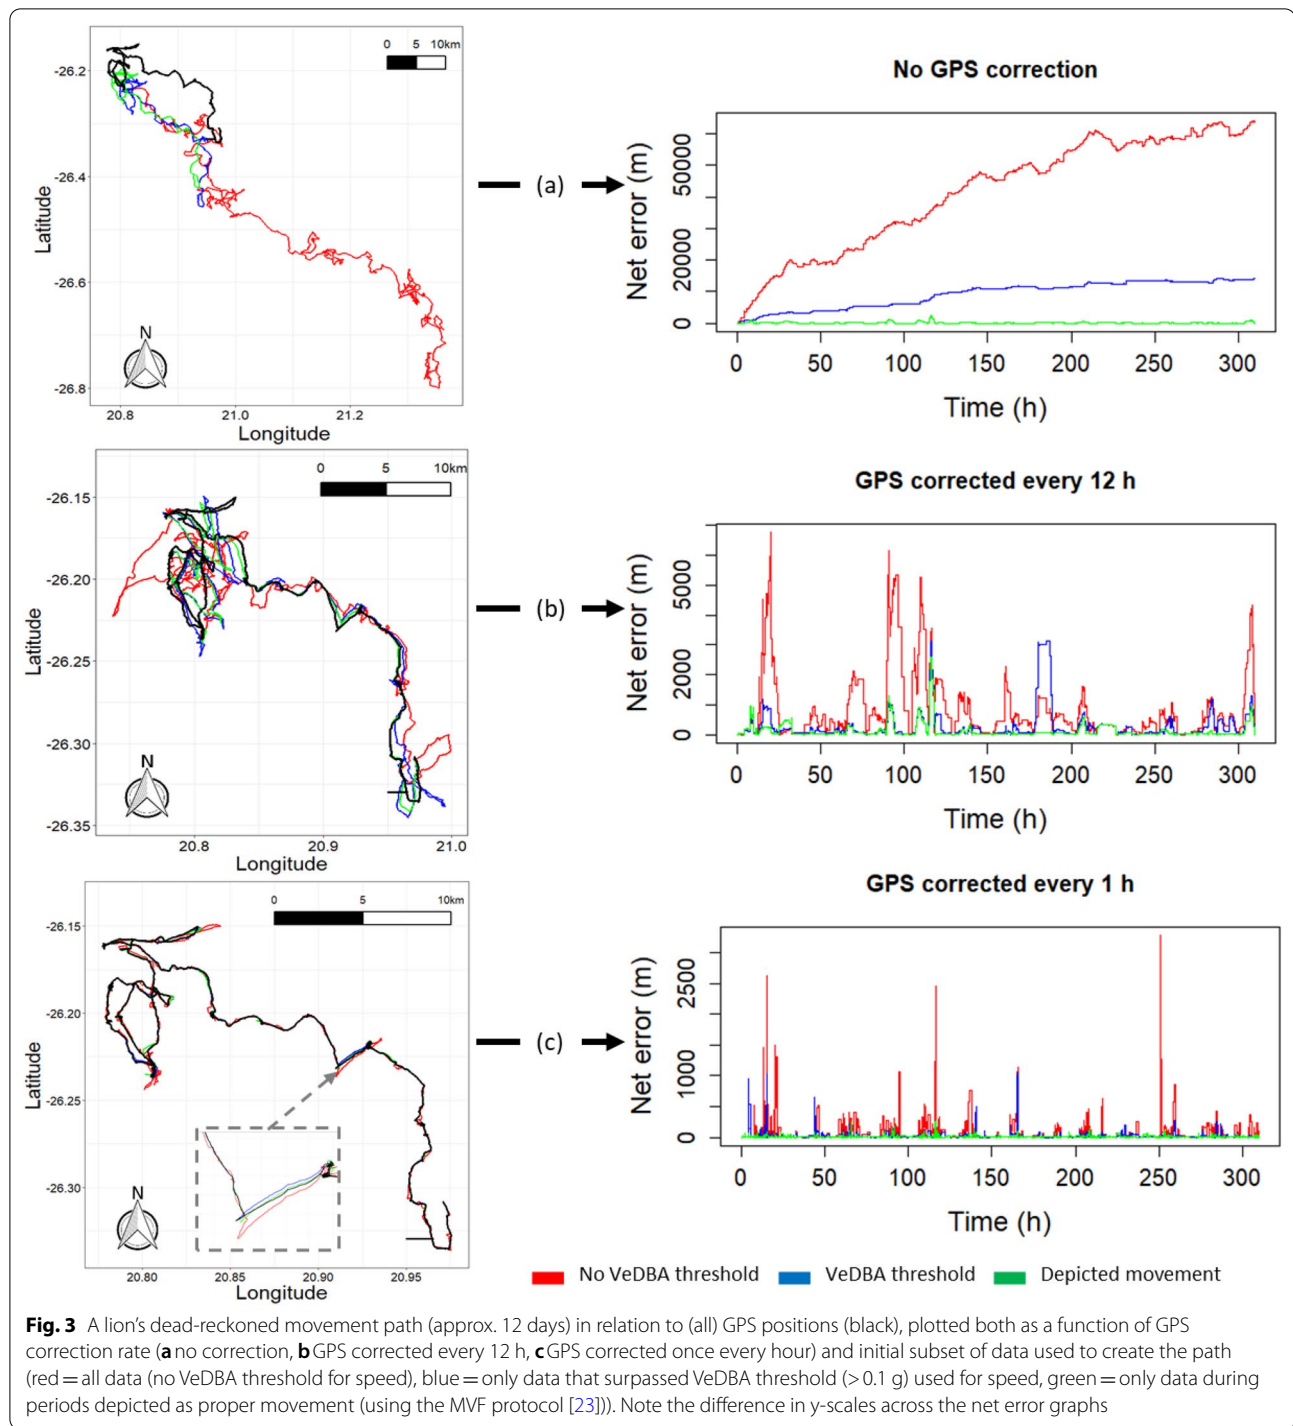 0 5 10km
-26.2
-26.4
-26.6
-26.8
Latitude
N
20.8 21.0 21.2
Longitude
(a)
No GPS correction
Net error (m)
0 20000 50000
0 50 100 150 200 250 300
Time (h)
0 5 10km
-26.15
-26.20
-26.25
-26.30
-26.35
Latitude
N
20.8 20.9 21.0
Longitude
(b)
GPS corrected every 12 h
Net error (m)
0 2000 5000
0 50 100 150 200 250 300
Time (h)
0 5 10km
-26.15
-26.20
-26.25
-26.30
Latitude
N
20.80 20.85 20.90 20.95
Longitude
(c)
GPS corrected every 1 h
Net error (m)
0 1000 2500
0 50 100 150 200 250 300
Time (h)
No VeDBA threshold VeDBA threshold Depicted movement
Fig. 3 A lion's dead-reckoned movement path (approx. 12 days) in relation to (all) GPS positions (black), plotted both as a function of GPS
correction rate (a no correction, b GPS corrected every 12 h, c GPS corrected once every hour) and initial subset of data used to create the path
(red = all data (no VeDBA threshold for speed), blue = only data that surpassed VeDBA threshold (> 0.1 g) used for speed, green = only data during
periods depicted as proper movement (using the MVF protocol [23])). Note the difference in y-scales across the net error graphs